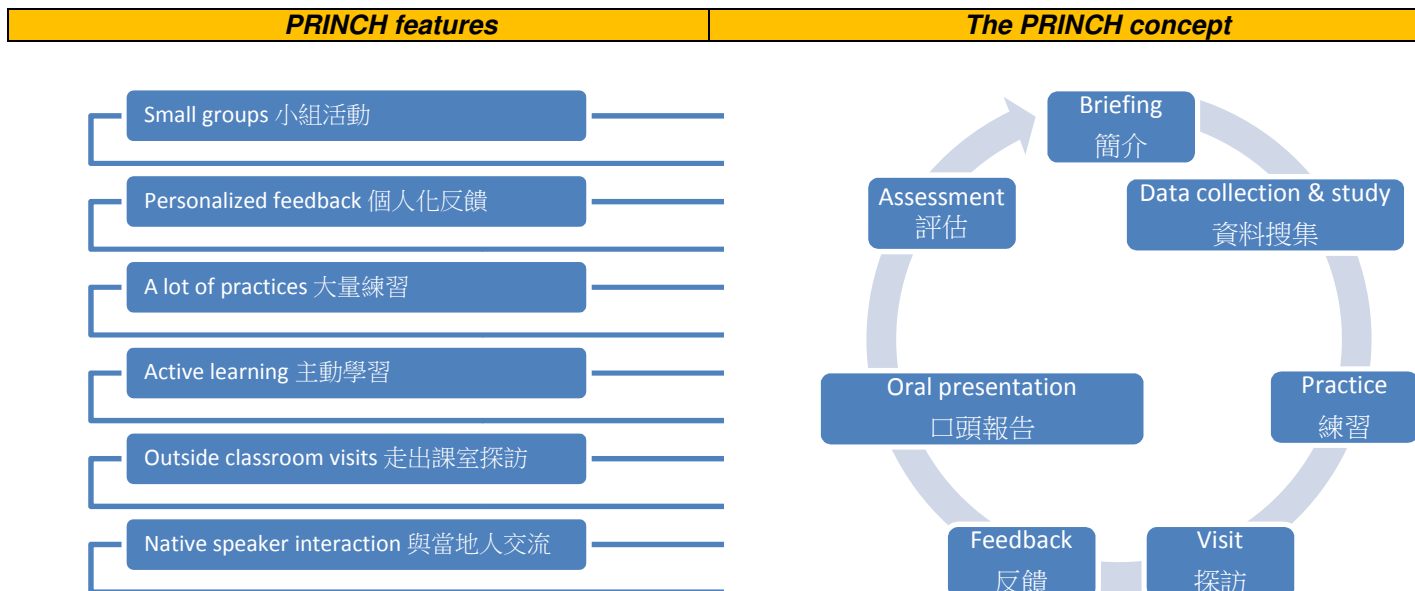 PRINCH features
The PRINCH concept
Small groups 小組活動
Personalized feedback 個人化反饋
A lot of practices 大量練習
Active learning 主動學習
Outside classroom visits 走出課室探訪
Native speaker interaction 與當地人交流
Briefing
簡介
Data collection & study
資料搜集
Practice
練習
Visit
探訪
Feedback
反饋
Oral presentation
口頭報告
Assessment
評估